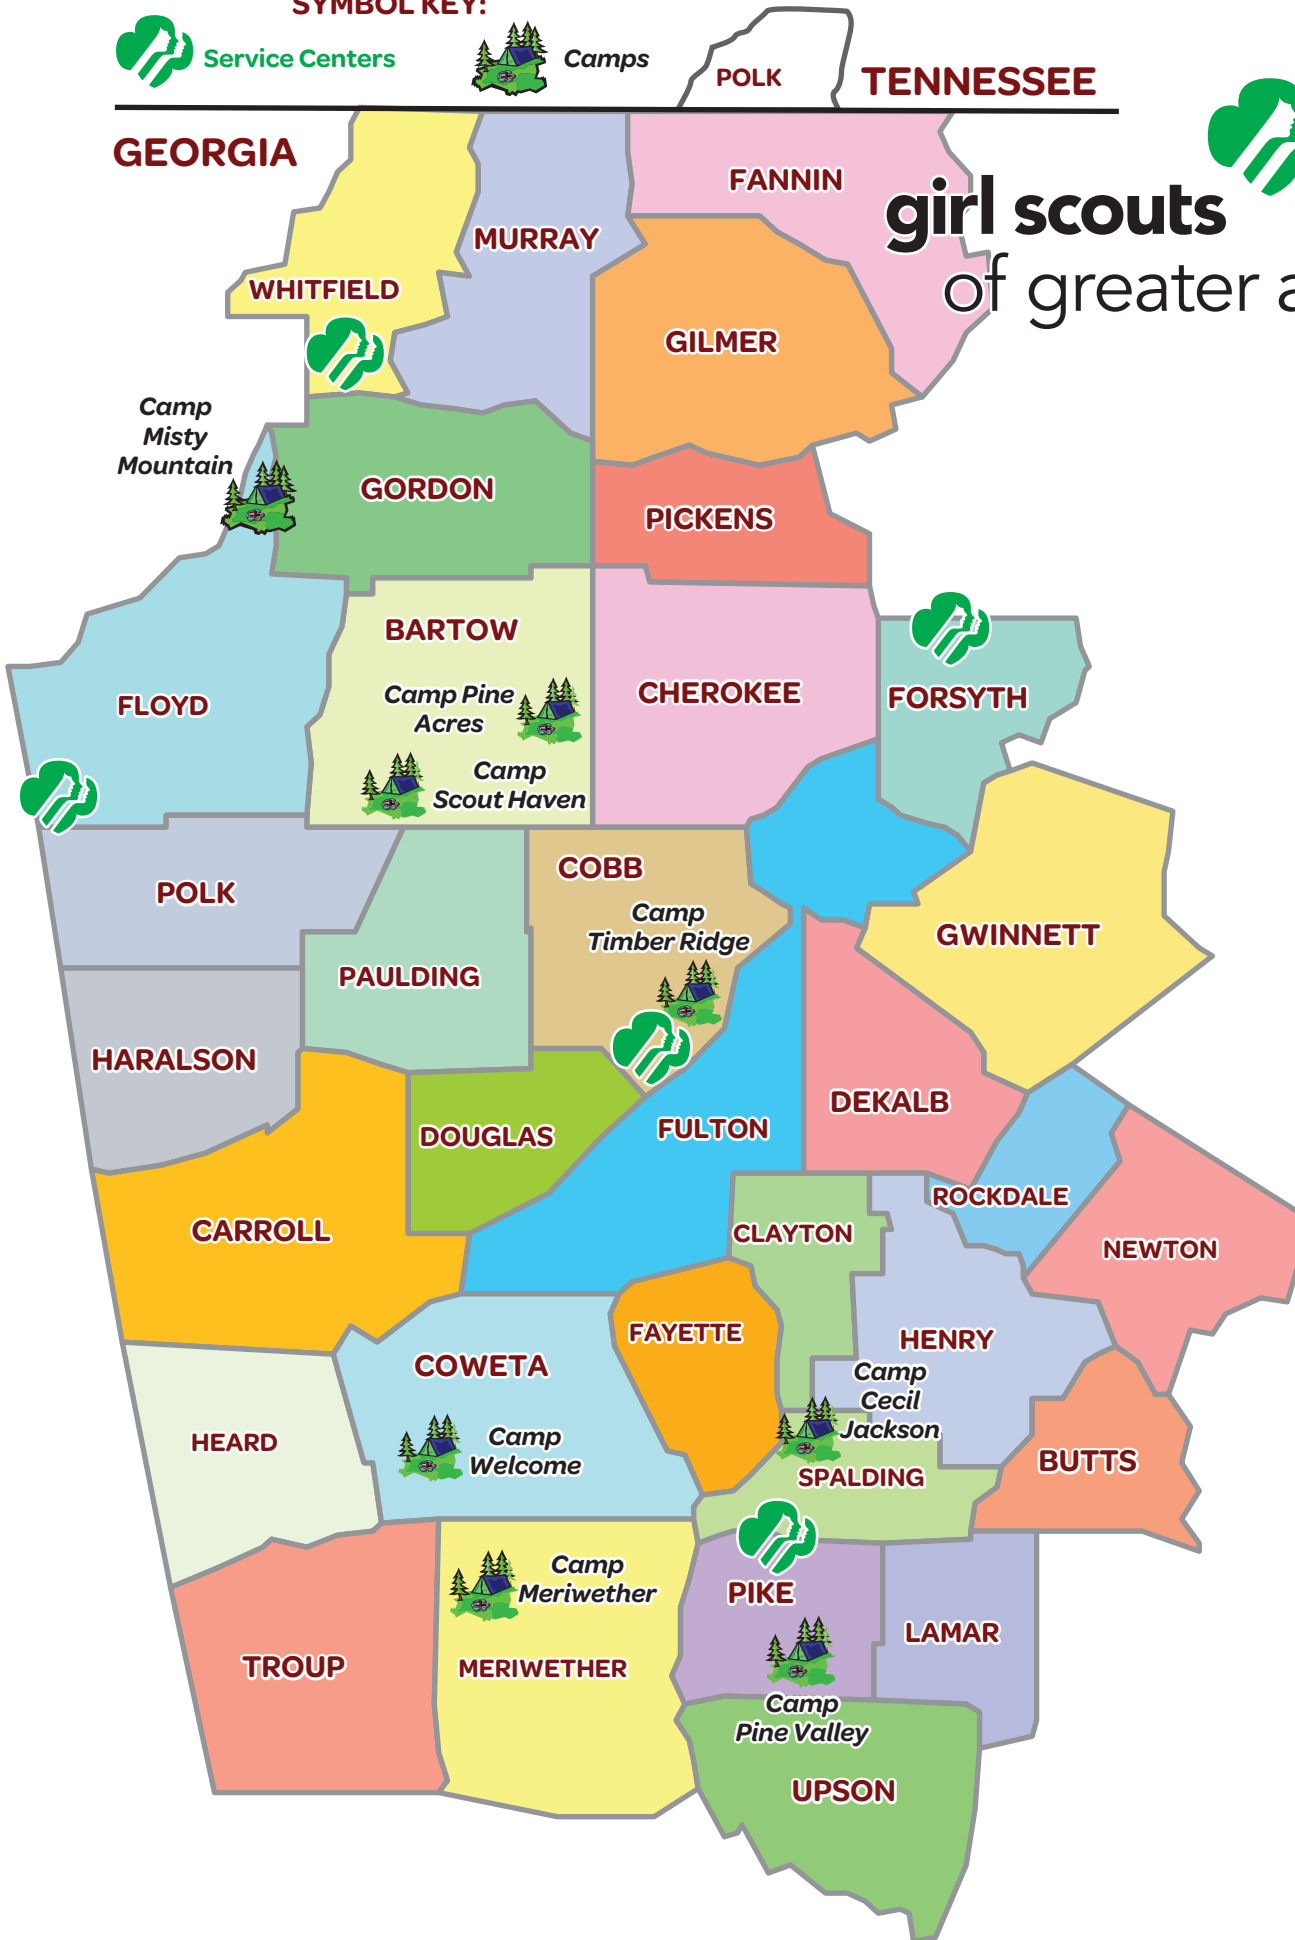 SYMBOL KEY:
Service Centers
Camps
POLK
TENNESSEE
GEORGIA
girl scouts
of greater a
FANNIN
MURRAY
WHITFIELD
GILMER
Camp
Misty
Mountain
GORDON
PICKENS
BARTOW
Camp Pine
Acres
Camp
Scout Haven
CHEROKEE
FORSYTH
FLOYD
POLK
COBB
Camp
Timber Ridge
GWINNETT
PAULDING
HARALSON
DOUGLAS
FULTON
DEKALB
ROCKDALE
CARROLL
CLAYTON
NEWTON
FAYETTE
HENRY
COWETA
Camp
Cecil
Jackson
HEARD
Camp
Welcome
SPALDING
BUTTS
Camp
Meriwether
PIKE
LAMAR
TROUP
MERIWETHER
Camp
Pine Valley
UPSON